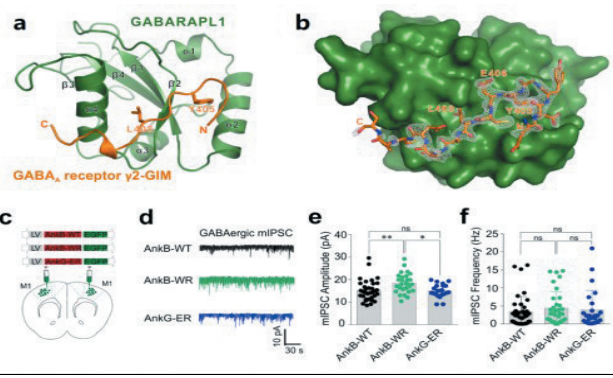 a
GABARAPL1
α1
β4
β1
β3
β2
L404
Y405
C
N
α2
α3
GABAA receptor γ2-GIM
b
E406
C
c
LV AnkB-WT EGFP
LV AnkB-WR EGFP
LV AnkG-ER EGFP
M1
M1
d
GABAergic mIPSC
AnkB-WT
AnkB-WR
AnkG-ER
10 pA
30 s
e
ns
**
*
mIPSC Amplitude (pA)
40
30
20
10
0
AnkB-WT
AnkB-WR
AnkG-ER
f
ns
ns
ns
mIPSC Frequency (Hz)
25
20
15
10
5
0
AnkB-WT
AnkB-WR
AnkG-ER